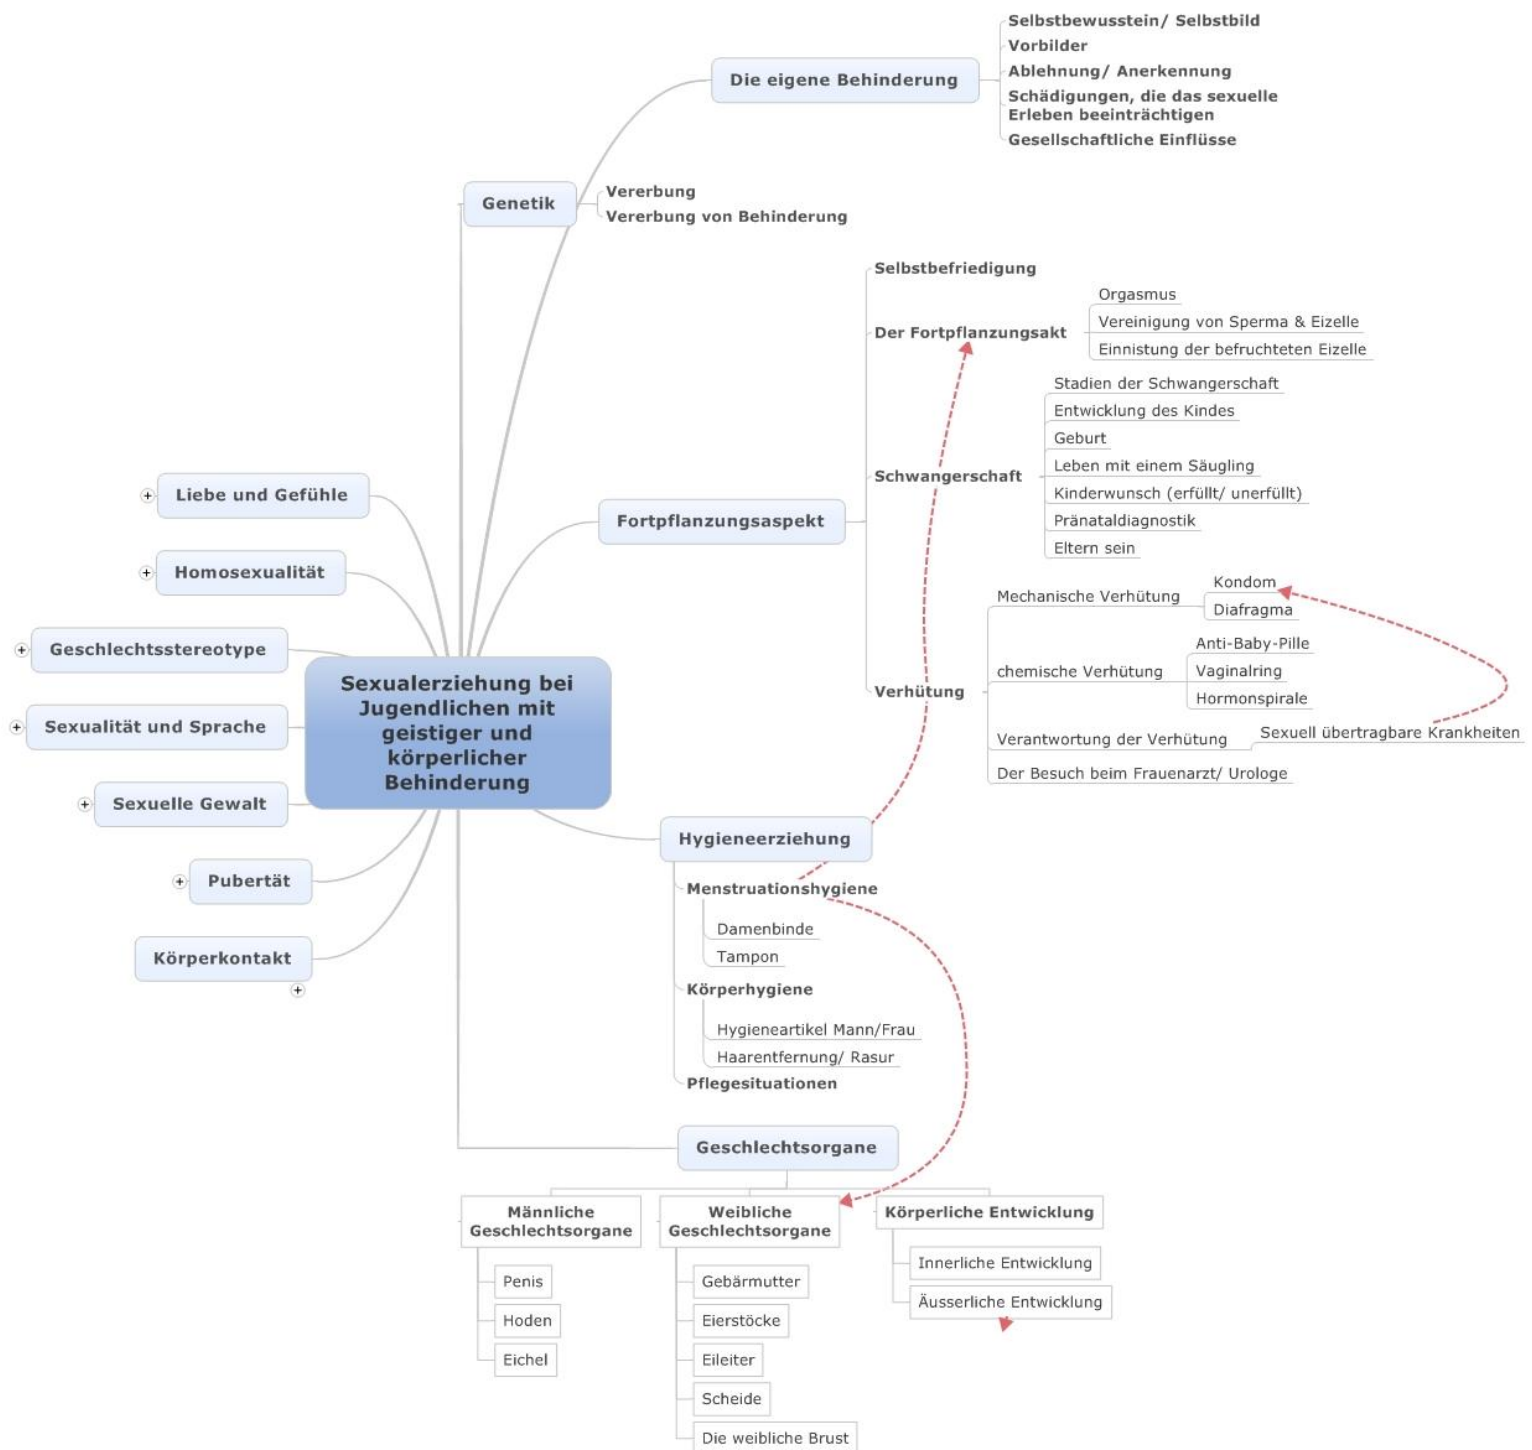 Selbstbewusstein/ Selbstbild
Vorbilder
Die eigene Behinderung
Ablehnung/ Anerkennung
Schädigungen, die das sexuelle
Erleben beeinträchtigen
Gesellschaftliche Einflüsse
Genetik
Vererbung
Vererbung von Behinderung
Fortpflanzungsaspekt
Selbstbefriedigung
Der Fortpflanzungsakt
Orgasmus
Vereinigung von Sperma & Eizelle
Einnistung der befruchteten Eizelle
Schwangerschaft
Stadien der Schwangerschaft
Entwicklung des Kindes
Geburt
Leben mit einem Säugling
Kinderwunsch (erfüllt/ unerfüllt)
Pränataldiagnostik
Eltern sein
Verhütung
Mechanische Verhütung
Kondom
Diafragma
chemische Verhütung
Anti-Baby-Pille
Vaginalring
Hormonspirale
Verantwortung der Verhütung
Sexuell übertragbare Krankheiten
Der Besuch beim Frauenarzt/ Urologe
Liebe und Gefühle
Homosexualität
Geschlechtsstereotype
Sexualität und Sprache
Sexuelle Gewalt
Pubertät
Körperkontakt
Sexualerziehung bei
Jugendlichen mit
geistiger und
körperlicher
Behinderung
Hygieneerziehung
Menstruationshygiene
Damenbinde
Tampon
Körperhygiene
Hygieneartikel Mann/Frau
Haarentfernung/ Rasur
Pflegesituationen
Geschlechtsorgane
Männliche
Geschlechtsorgane
Penis
Hoden
Eichel
Weibliche
Geschlechtsorgane
Gebärmutter
Eierstöcke
Eileiter
Scheide
Die weibliche Brust
Körperliche Entwicklung
Innerliche Entwicklung
Äusserliche Entwicklung